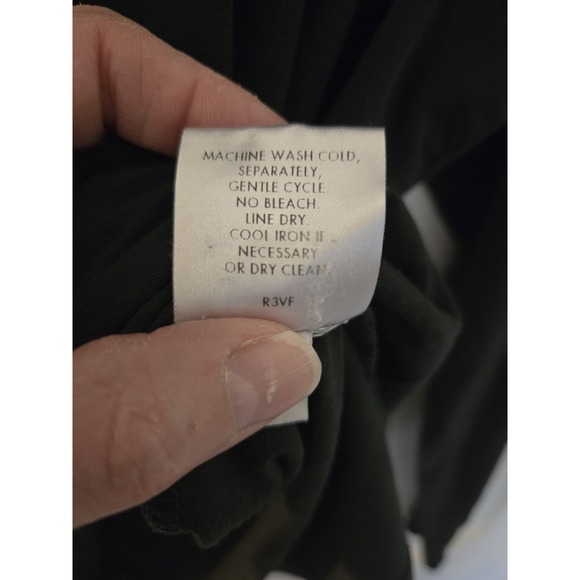 MACHINE WASH COLD,
SEPARATELY,
GENTLE CYCLE.
NO BLEACH.
LINE DRY.
COOL IRON IF
NECESSARY
OR DRY CLEAN.
R3VF